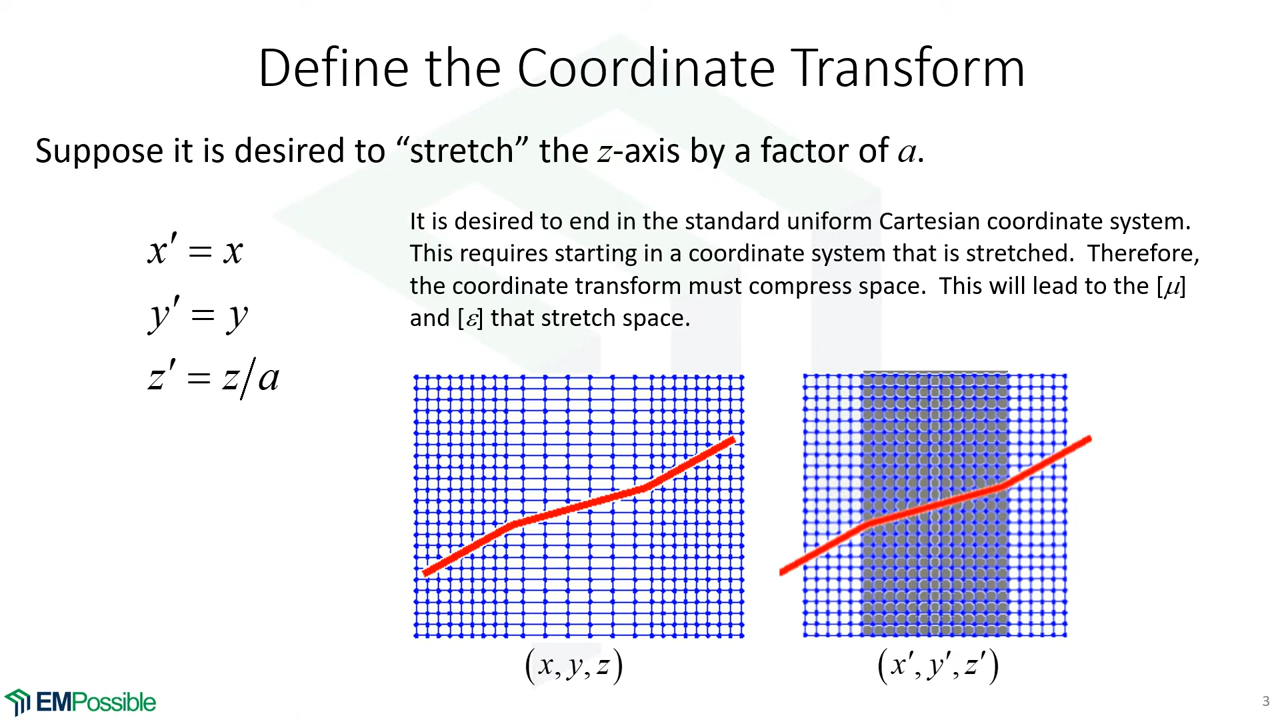 Define the Coordinate Transform
Suppose it is desired to “stretch” the z-axis by a factor of a.
x′ = x
y′ = y
z′ = z/a
It is desired to end in the standard uniform Cartesian coordinate system.
This requires starting in a coordinate system that is stretched. Therefore,
the coordinate transform must compress space. This will lead to the [μ]
and [ε] that stretch space.
(x, y, z)
(x′, y′, z′)
EMPossible
3